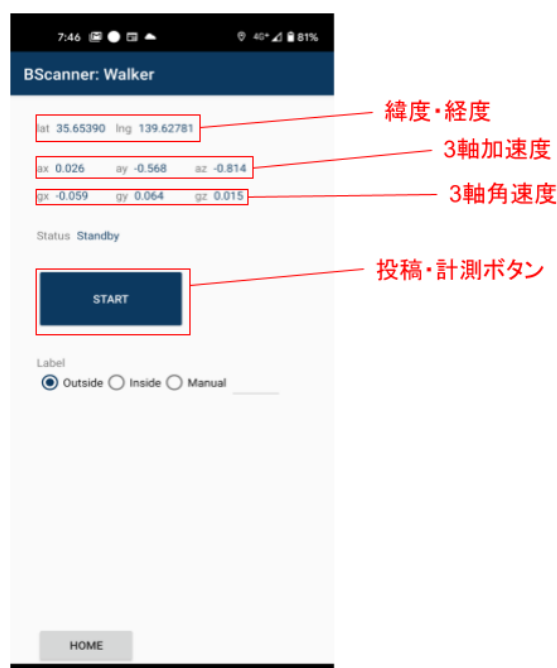 7:46 4G+ 81%
BScanner: Walker
lat 35.65390 lng 139.62781
緯度・経度
ax 0.026 ay -0.568 az -0.814
3軸加速度
gx -0.059 gy 0.064 gz 0.015
3軸角速度
Status Standby
START
投稿・計測ボタン
Label
Outside Inside Manual
HOME